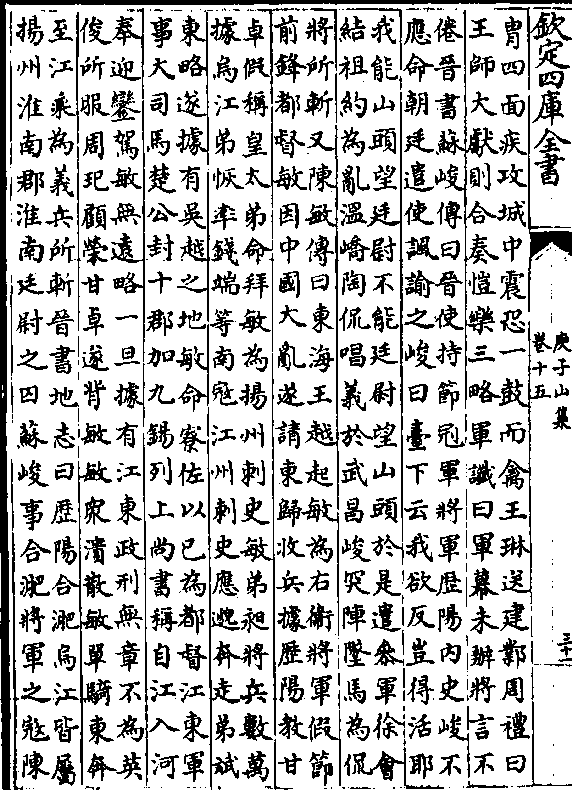 欽定四庫全書
庾子山集
卷十五
三十一
胄四面疾攻城中震恐一鼓而禽王琳送建鄴周禮曰
王師大獻則合奏愷樂三略軍讖曰軍幕未辦將言不
倦晉書蘇峻傳曰晉使持節冠軍將軍歴陽內史峻不
應命朝廷遣使諷諭之峻曰臺下云我欲反豈得活耶
我能山頭望廷尉不能廷尉望山頭於是遣參軍徐會
結祖約為亂溫嶠陶侃唱義於武昌峻突陣墜馬為侃
將所斬又陳敏傳曰東海王越起敏為右衛將軍假節
前鋒都督敏因中國大亂遂請東歸收兵據歴陽教甘
卓假稱皇太弟命拜敏為揚州刺史敏弟昶將兵數萬
據烏江弟恢率錢端等南寇江州刺史應邈奔走弟斌
東略遂據有吳越之地敏命寮佐以已為都督江東軍
事大司馬楚公封十郡加九錫列上尚書稱自江入河
奉迎鑾駕敏無遠略一旦據有江東政刑無章不為英
俊所服周玘顧榮甘卓遂背敏敏衆潰散敏單騎東奔
至江乘為義兵所斬晉書地志曰歴陽合淝烏江皆屬
揚州淮南郡淮南廷尉之囚蘇峻事合淝將軍之寇陳